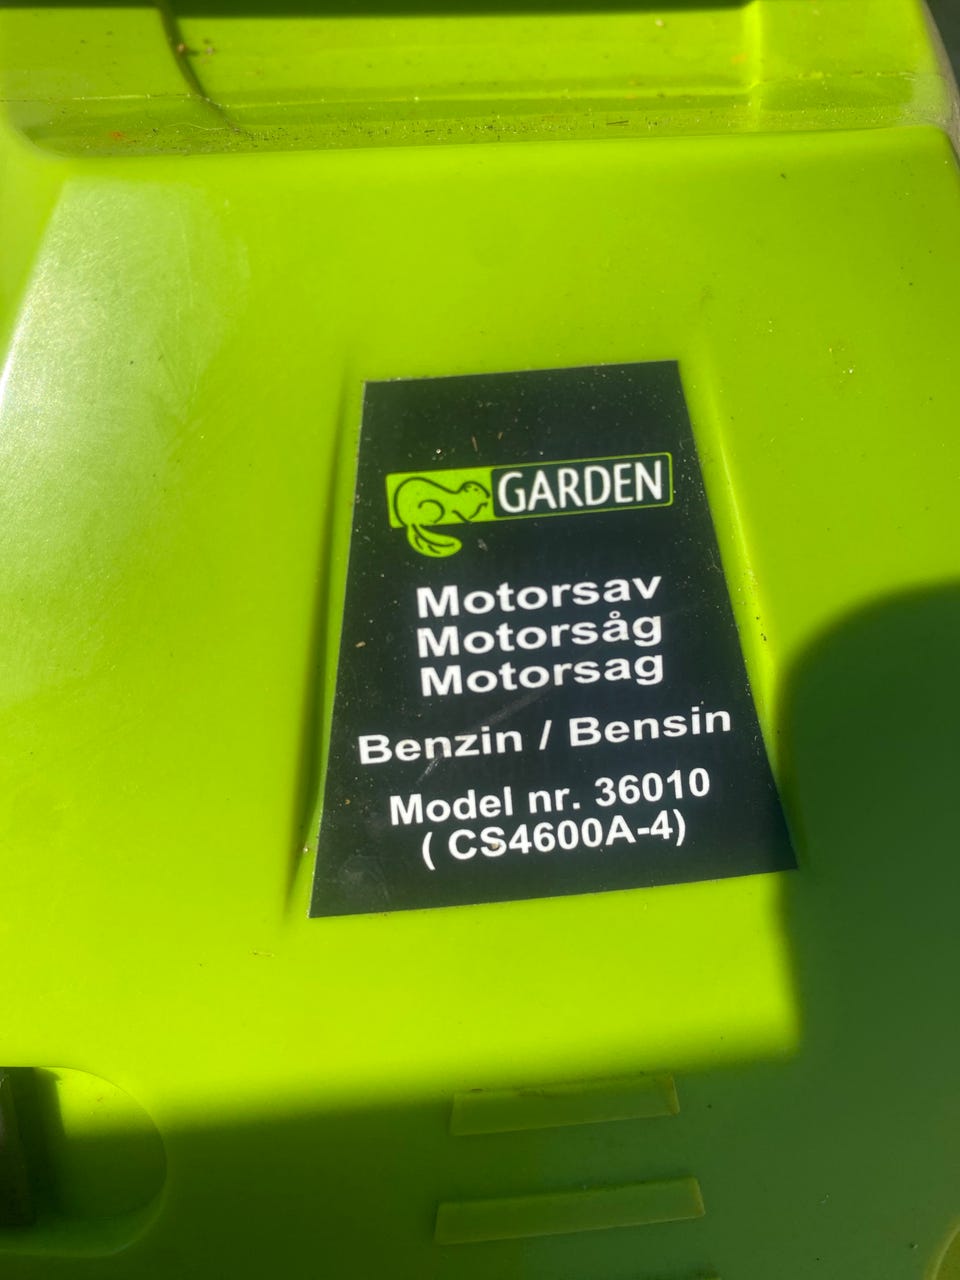 GARDEN
Motorsav
Motorsåg
Motorsag
Benzin / Bensin
Model nr. 36010
( CS4600A-4)